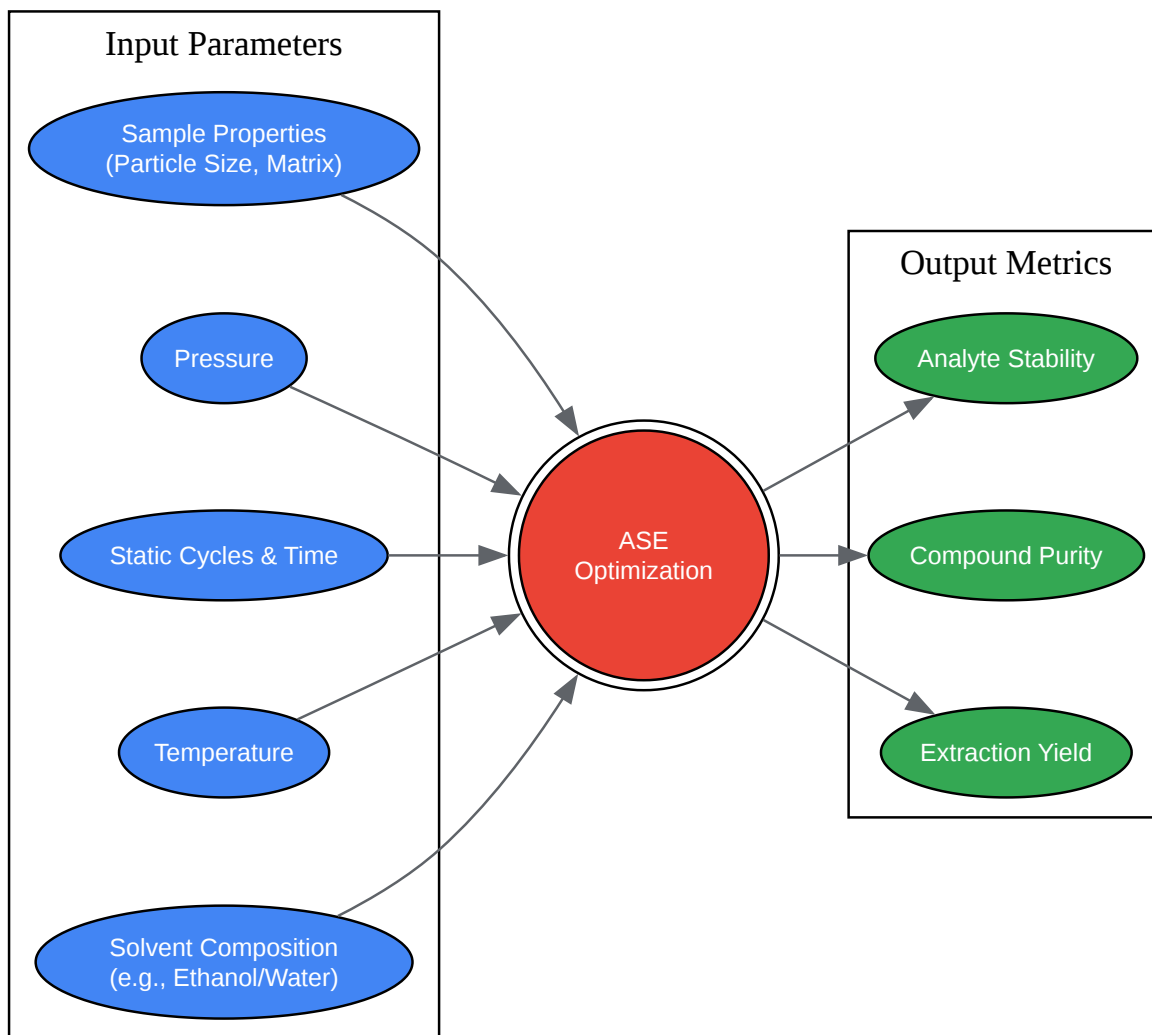 Input Parameters
Sample Properties
(Particle Size, Matrix)
Pressure
Static Cycles & Time
Temperature
Solvent Composition
(e.g., Ethanol/Water)
ASE
Optimization
Output Metrics
Analyte Stability
Compound Purity
Extraction Yield